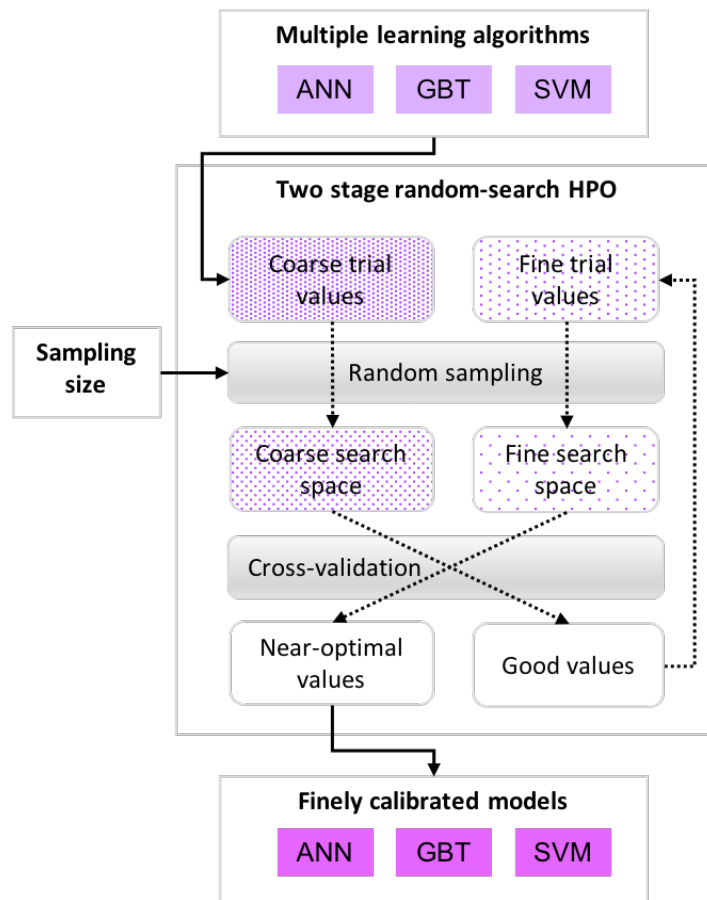 Multiple learning algorithms
ANN GBT SVM
Two stage random-search HPO
Coarse trial
values
Fine trial
values
Sampling
size
Random sampling
Coarse search
space
Fine search
space
Cross-validation
Near-optimal
values
Good values
Finely calibrated models
ANN GBT SVM